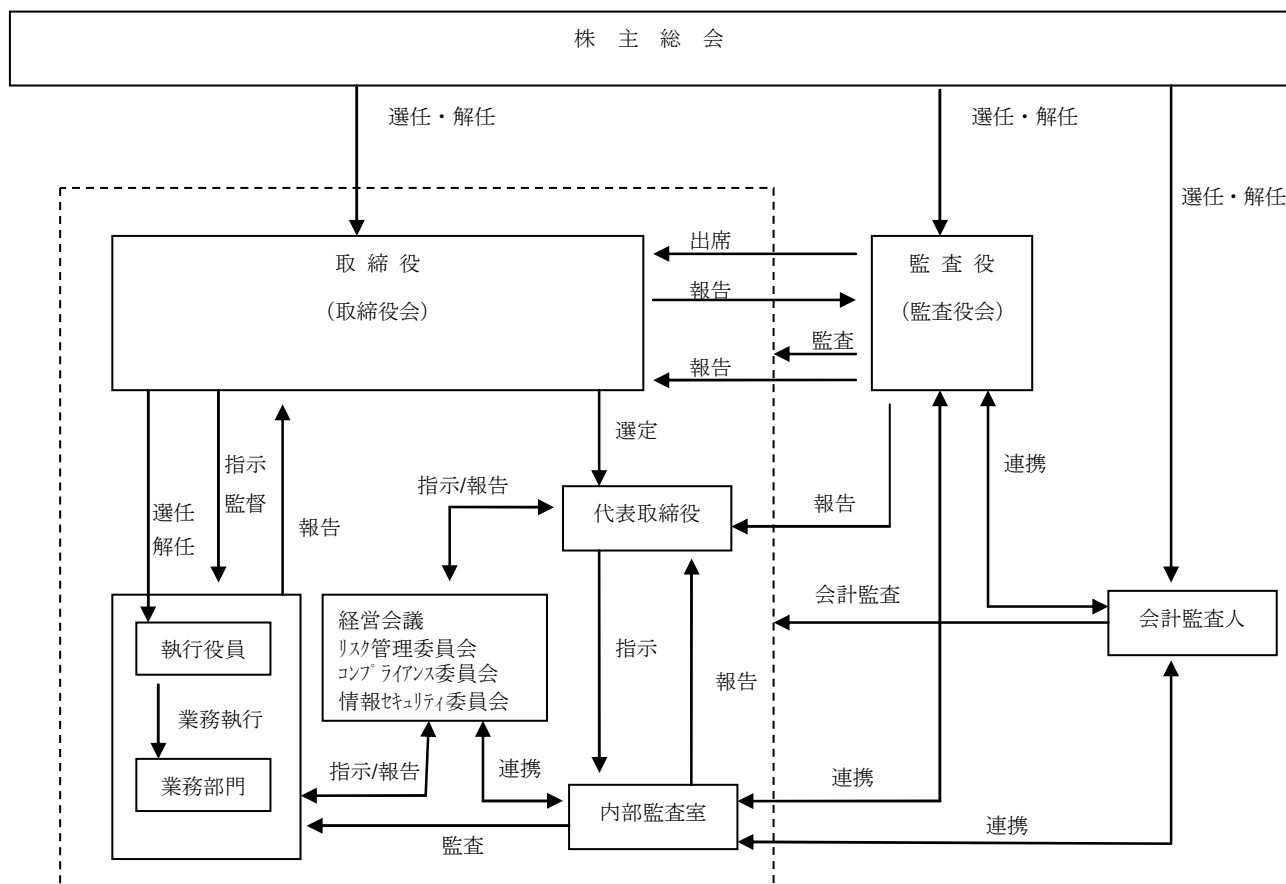 株 主 総 会
選任・解任
選任・解任
選任・解任
取 締 役
（取締役会）
出席
報告
監査
報告
監 査 役
（監査役会）
選定
指示
監督
報告
選任
解任
指示/報告
代表取締役
報告
連携
会計監査
会計監査人
執行役員
業務執行
業務部門
経営会議
ﾘｽｸ管理委員会
ｺﾝﾌﾟﾗｲｱﾝｽ委員会
情報ｾｷｭﾘﾃｨ委員会
指示
報告
指示/報告
連携
内部監査室
連携
連携
監査